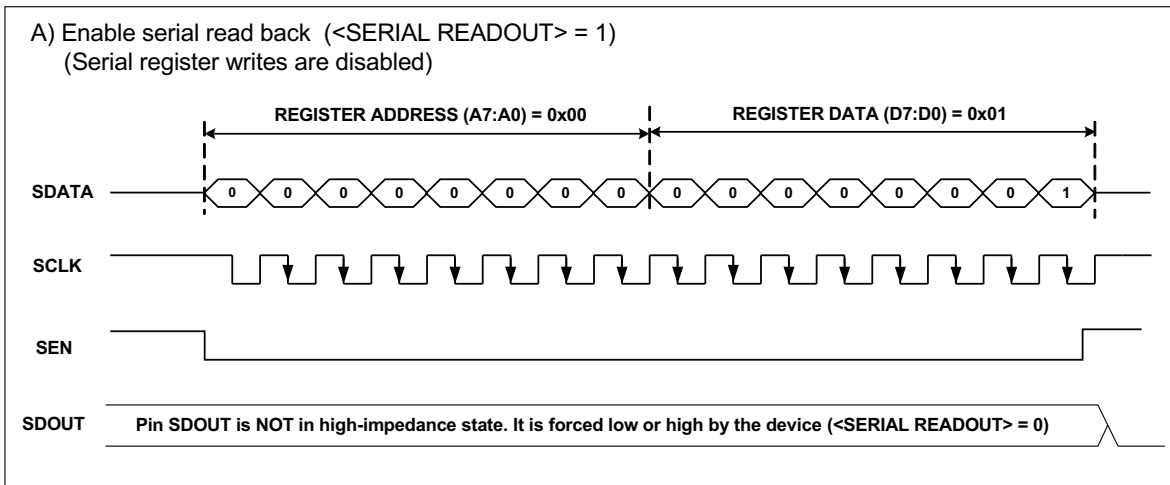 A) Enable serial read back (<SERIAL READOUT> = 1)
(Serial register writes are disabled)
REGISTER ADDRESS (A7:A0) = 0x00
REGISTER DATA (D7:D0) = 0x01
SDATA
0 0 0 0 0 0 0 0 0 0 0 0 0 0 0 1
SCLK
SEN
SDOUT
Pin SDOUT is NOT in high-impedance state. It is forced low or high by the device (<SERIAL READOUT> = 0)